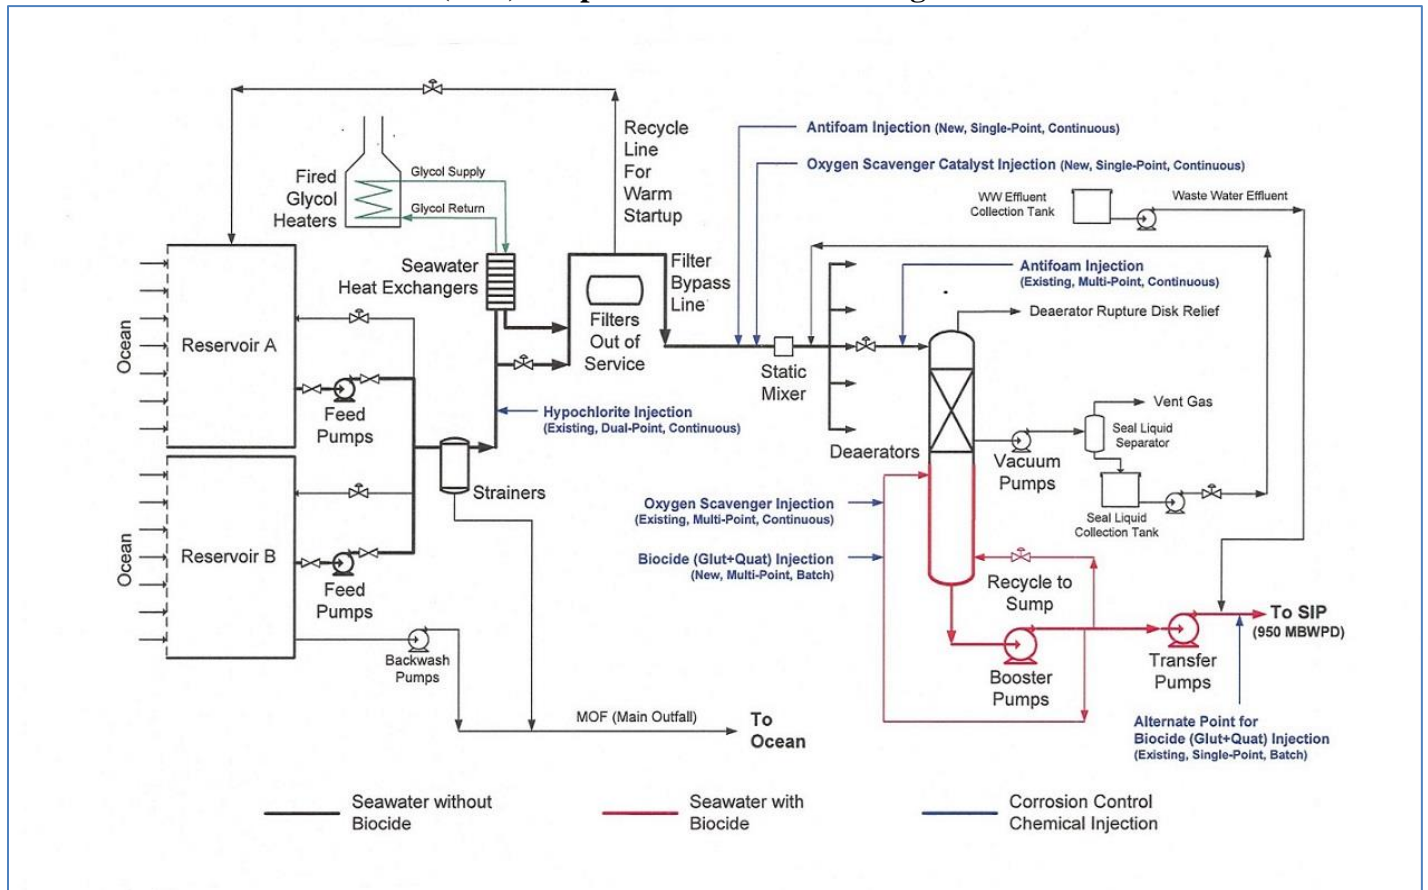 Recycle
Line
For
Warm
Startup
Fired
Glycol
Heaters
Glycol Supply
Glycol Return
Antifoam Injection (New, Single-Point, Continuous)
Oxygen Scavenger Catalyst Injection (New, Single-Point, Continuous)
WW Effluent
Collection Tank
Waste Water Effluent
Seawater
Heat Exchangers
Filter
Bypass
Line
Filters
Out of
Service
Antifoam Injection
(Existing, Multi-Point, Continuous)
Deaerator Rupture Disk Relief
Ocean
Reservoir A
Feed
Pumps
Static
Mixer
Hypochlorite Injection
(Existing, Dual-Point, Continuous)
Deaerators
Vent Gas
Seal Liquid
Separator
Vacuum
Pumps
Seal Liquid
Collection Tank
Strainers
Oxygen Scavenger Injection
(Existing, Multi-Point, Continuous)
Biocide (Glut+Quat) Injection
(New, Multi-Point, Batch)
Ocean
Reservoir B
Feed
Pumps
Recycle to
Sump
To SIP
(950 MBWPD)
Backwash
Pumps
Booster
Pumps
Transfer
Pumps
MOF (Main Outfall)
To
Ocean
Alternate Point for
Biocide (Glut+Quat) Injection
(Existing, Single-Point, Batch)
Seawater without
Biocide
Seawater with
Biocide
Corrosion Control
Chemical Injection